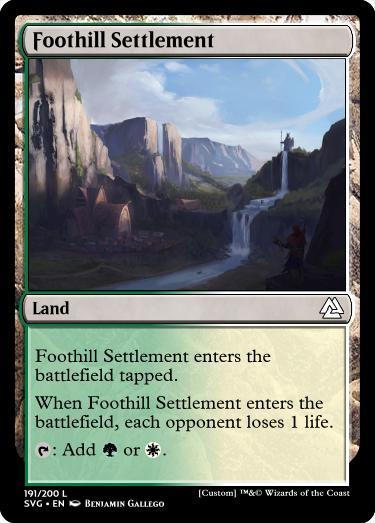 Foothill Settlement
Land
Foothill Settlement enters the
battlefield tapped.
When Foothill Settlement enters the
battlefield, each opponent loses 1 life.
: Add or .
191/200 L
SVG • EN Benjamin Gallego
[Custom] ™&© Wizards of the Coast